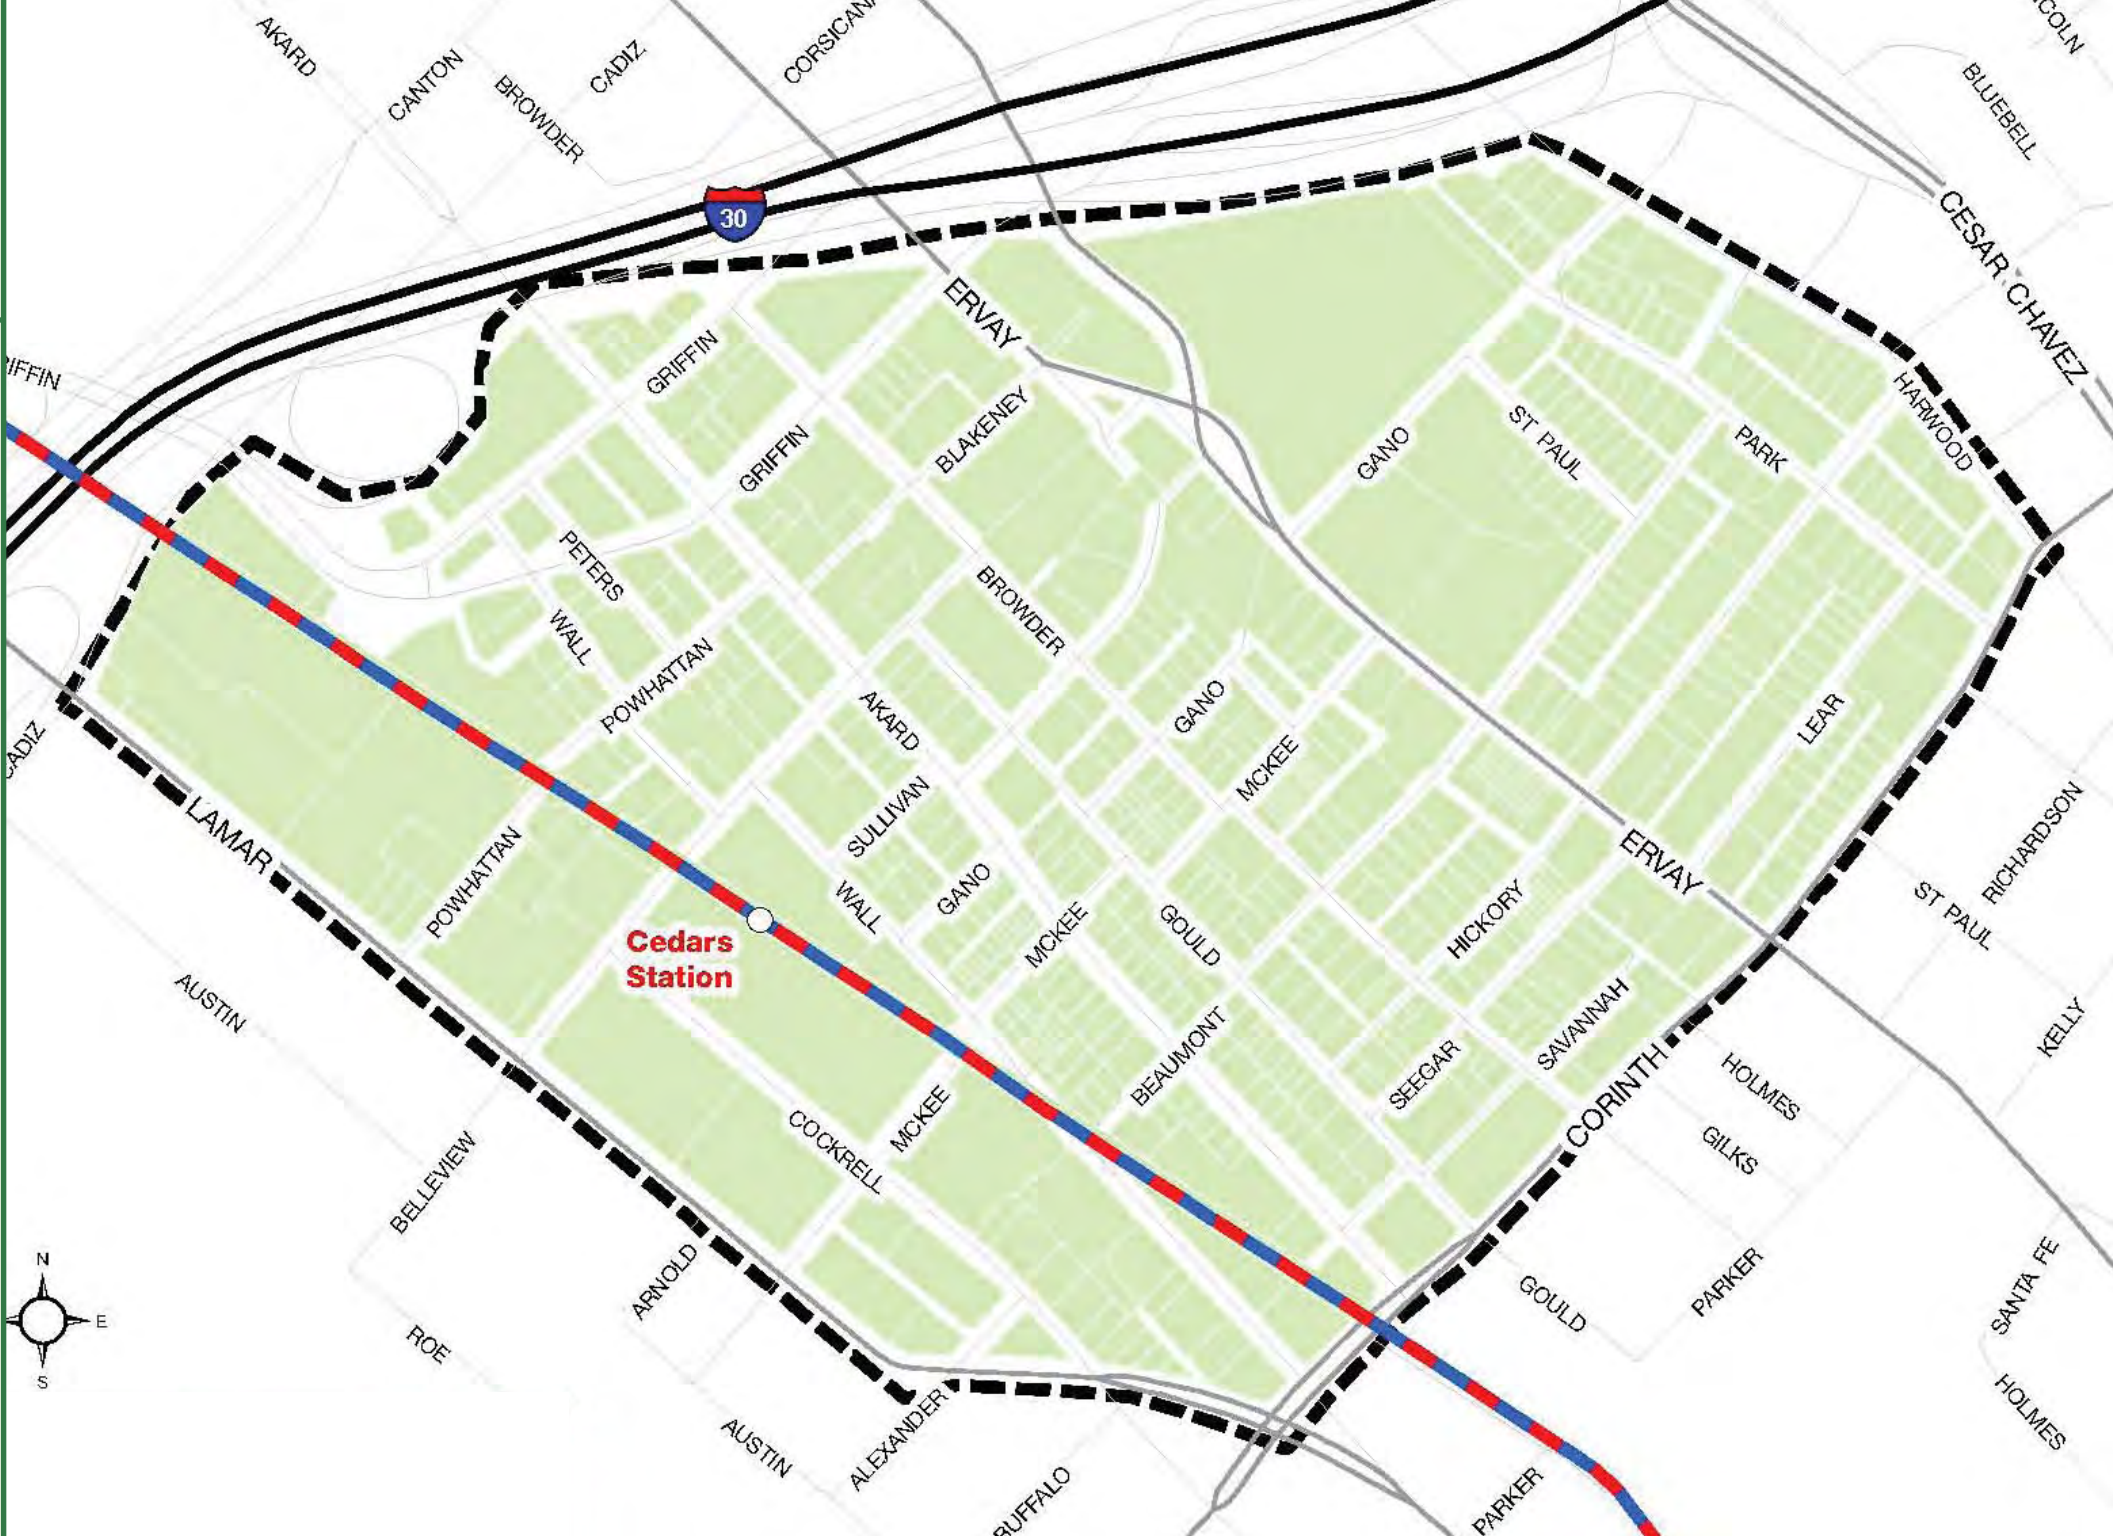 AKARD
CANTON
BROWDER
CADIZ
BLUEBELL
30
CESAR CHAVEZ
ERVAY
GRIFFIN
HARWOOD
BLAKENEY
GRIFFIN
GANO
ST PAUL
PARK
PETERS
WALL
BROWDER
POWHATTAN
AKARD
GANO
MCKEE
LEAR
LAMAR
POWHATTAN
SULLIVAN
GANO
WALL
MCKEE
GOULD
ERVAY
HICKORY
RICHARDSON
ST PAUL
Cedars
Station
AUSTIN
SAVANNAH
KELLY
BEAUMONT
SEEGAR
CORINTH
HOLMES
GILKS
COCKRELL
MCKEE
BELLEVIEW
ARNOLD
ROE
GOULD
PARKER
SANTA FE
HOLMES
AUSTIN
ALEXANDER
BUFFALO
PARKER
N
E
S